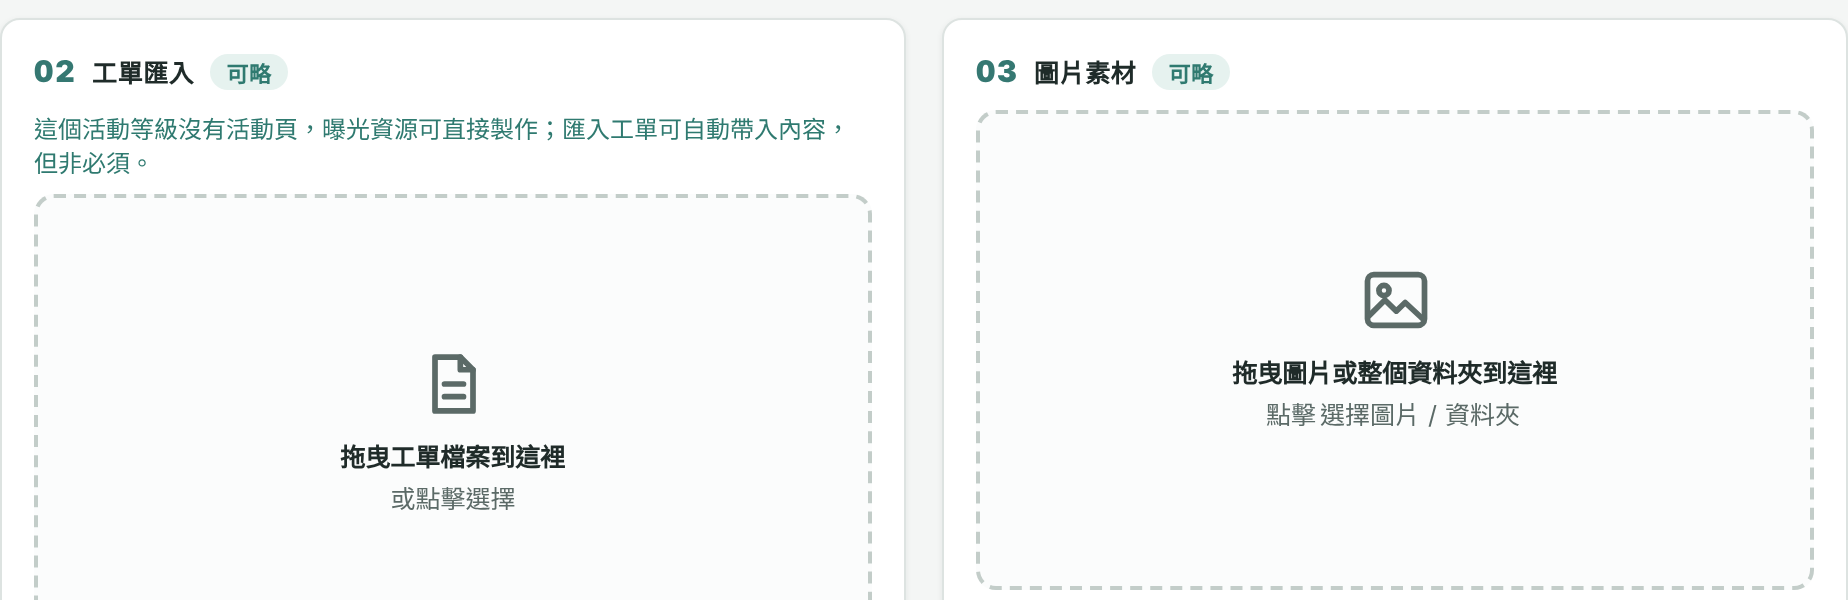 02 工單匯入 可略
這個活動等級沒有活動頁，曝光資源可直接製作；匯入工單可自動帶入內容，
但非必須。
拖曳工單檔案到這裡
或點擊選擇
03 圖片素材 可略
拖曳圖片或整個資料夾到這裡
點擊 選擇圖片 / 資料夾